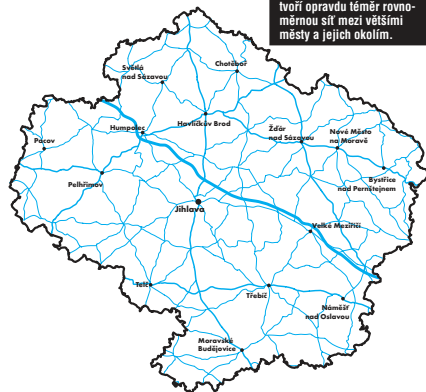 tvoří opravdu téměř rovno-
měrnou síť mezi většími
městy a jejich okolím.
Chotěboř
Světlá
nad Sázavou
Havlíčkův Brod
Humpolec
Žďár
nad Sázavou
Nové Město
na Moravě
Pacov
Pelhřimov
Bystřice
nad Pernštejnem
Jihlava
Velké Meziříčí
Telč
Třebíč
Náměšť
nad Oslavou
Moravské
Budějovice